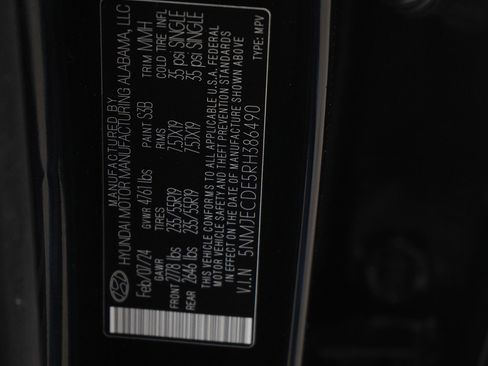 MANUFACTURED BY
HYUNDAI MOTOR MANUFACTURING ALABAMA, LLC
Feb/07/24 GVWR 4761 lbs PAINT S3B TRIM MMH
GAWR TIRES RIMS COLD TIRE INFL
FRONT 2778 lbs 235/55R19 7.5JX19 35 psi SINGLE
REAR 2646 lbs 235/55R19 7.5JX19 35 psi SINGLE
THIS VEHICLE CONFORMS TO ALL APPLICABLE U.S.A. FEDERAL
MOTOR VEHICLE SAFETY AND THEFT PREVENTION STANDARDS
IN EFFECT ON THE DATE OF MANUFACTURE SHOWN ABOVE
V.I.N 5NMJECDE5RH386490 TYPE: MPV